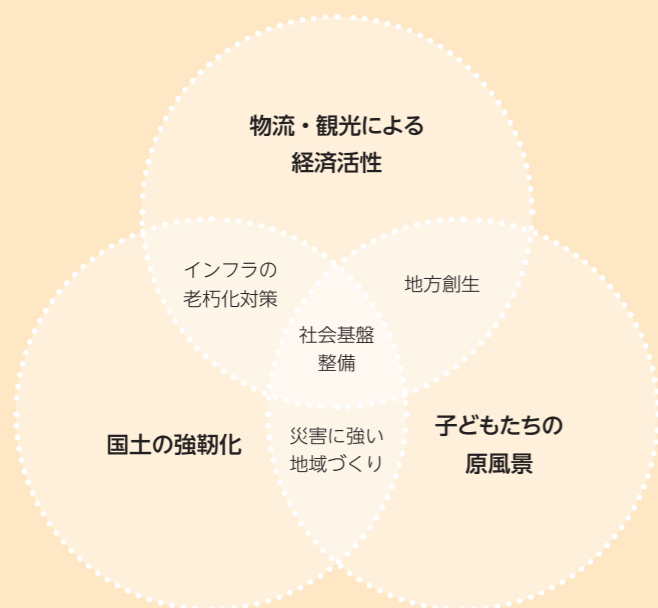 物流・観光による
経済活性
インフラの
老朽化対策
地方創生
社会基盤
整備
国土の強靭化
災害に強い
地域づくり
子どもたちの
原風景